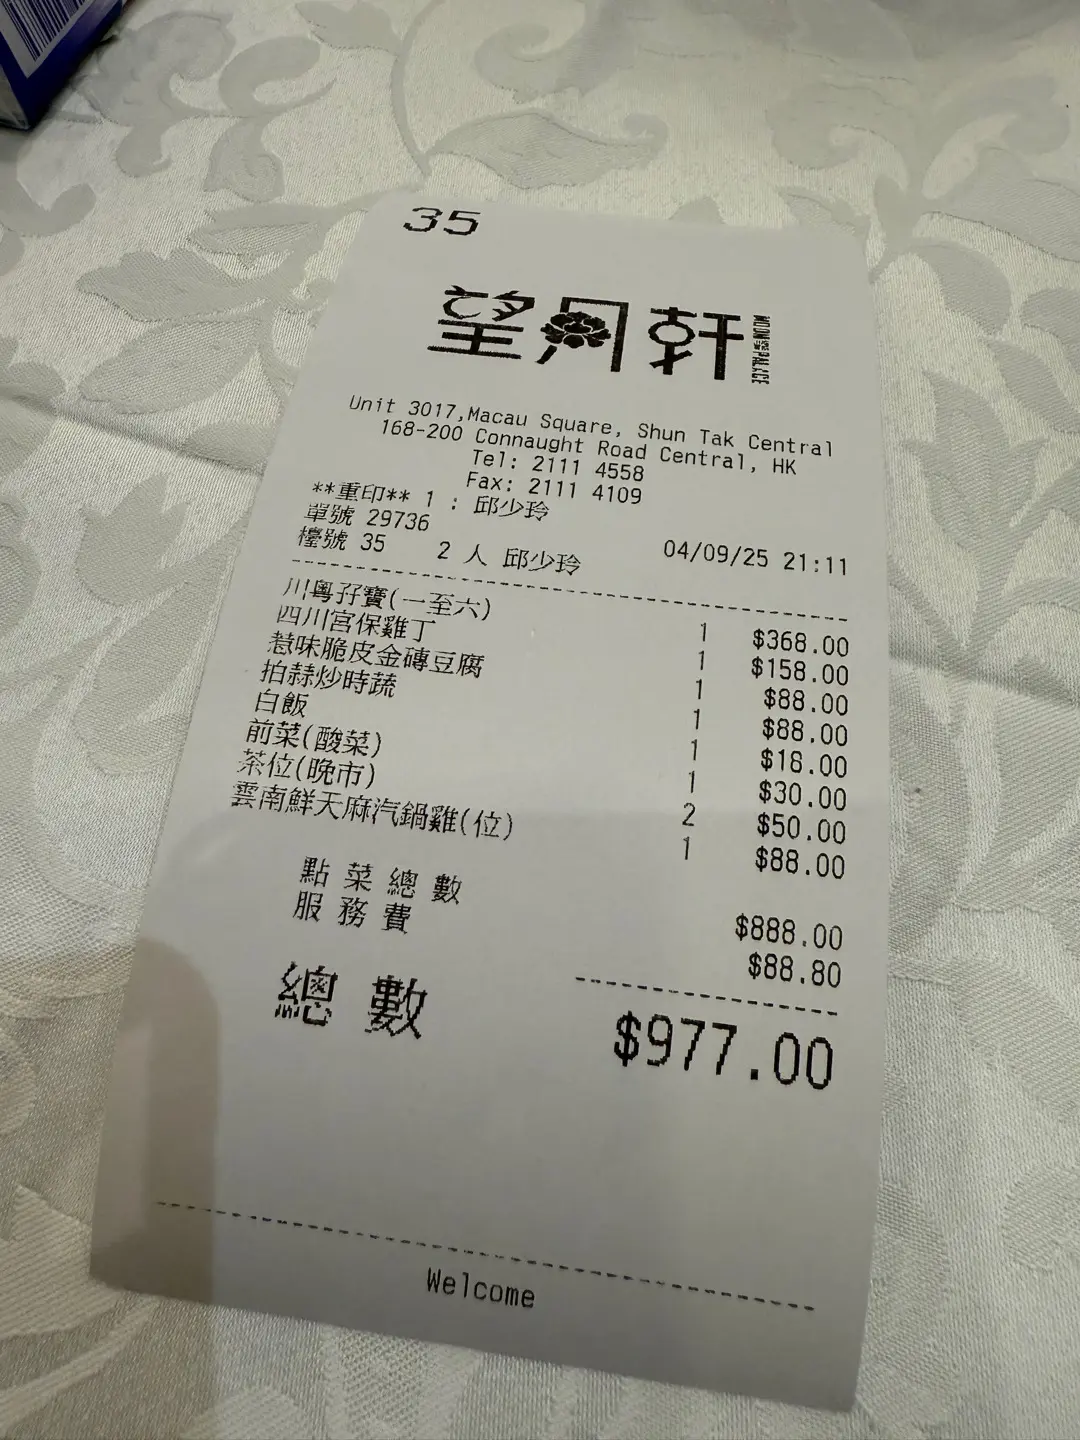 35
望月軒 MOON PALACE
Unit 3017,Macau Square, Shun Tak Central
168-200 Connaught Road Central, HK
Tel: 2111 4558
Fax: 2111 4109
**重印** 1 : 邱少玲
單號 29736
檯號 35 2 人 邱少玲 04/09/25 21:11
川粵孖寶(一至六) 1 $368.00
四川宮保雞丁 1 $158.00
惹味脆皮金磚豆腐 1 $88.00
拍蒜炒時蔬 1 $88.00
白飯 1 $18.00
前菜(酸菜) 1 $30.00
茶位(晚市) 2 $50.00
雲南鮮天麻汽鍋雞(位) 1 $88.00
點菜總數 $888.00
服務費 $88.80
總數 $977.00
Welcome